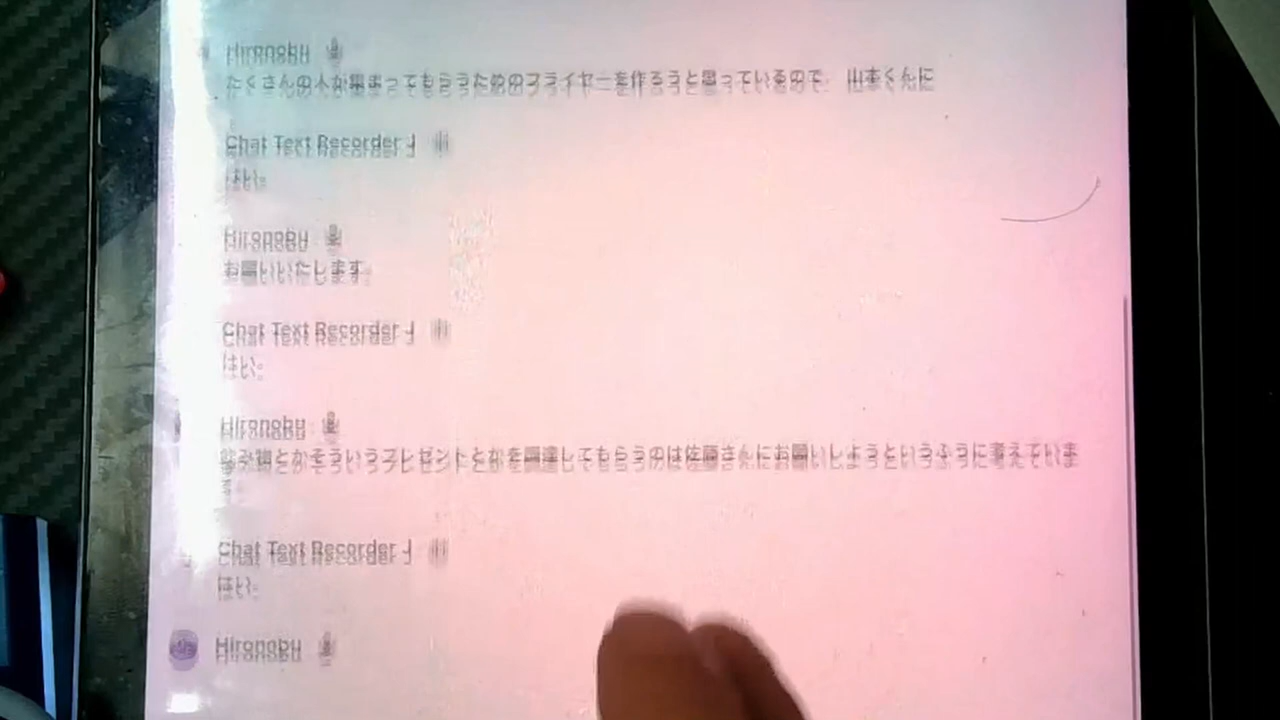 Hironobu
たくさんの人が集まってもらうためのフライヤーを作ろうと思っているので、山本くんに
Chat Text Recorder J
はい。
Hironobu
お願いいたします。
Chat Text Recorder J
はい。
Hironobu
飲み物とかそういうプレゼントとかを調達してもらうのは佐藤さんにお願いしようというふうに考えていま
す。
Chat Text Recorder J
はい。
Hironobu